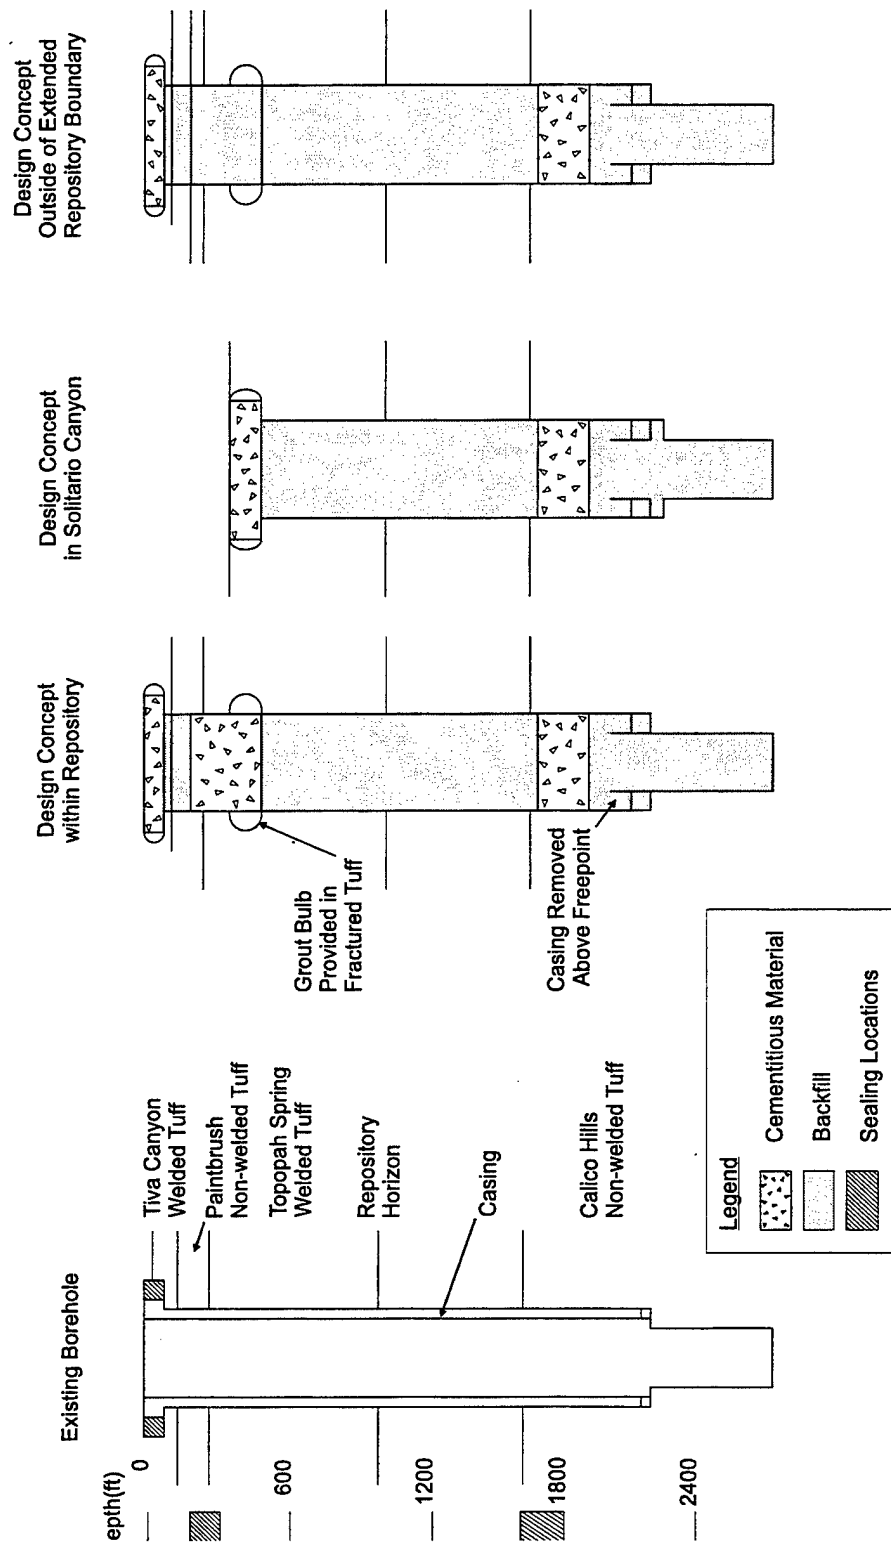 epth(ft)
0
600
1200
1800
2400
Existing Borehole
Tiva Canyon
Welded Tuff
Paintbrush
Non-welded Tuff
Topopah Spring
Welded Tuff
Repository
Horizon
Casing
Calico Hills
Non-welded Tuff
Design Concept
within Repository
Grout Bulb
Provided in
Fractured Tuff
Casing Removed
Above Freepoint
Design Concept
in Solitario Canyon
Design Concept
Outside of Extended
Repository Boundary
Legend
Cementitious Material
Backfill
Sealing Locations